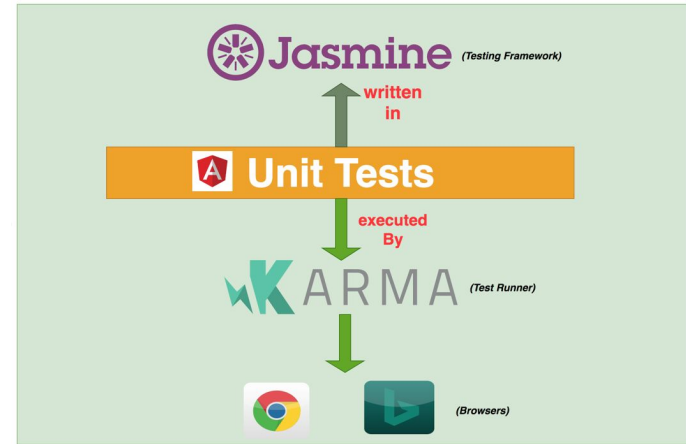 Jasmine (Testing Framework)
written
in
A Unit Tests
executed
By
KARMA (Test Runner)
b (Browsers)